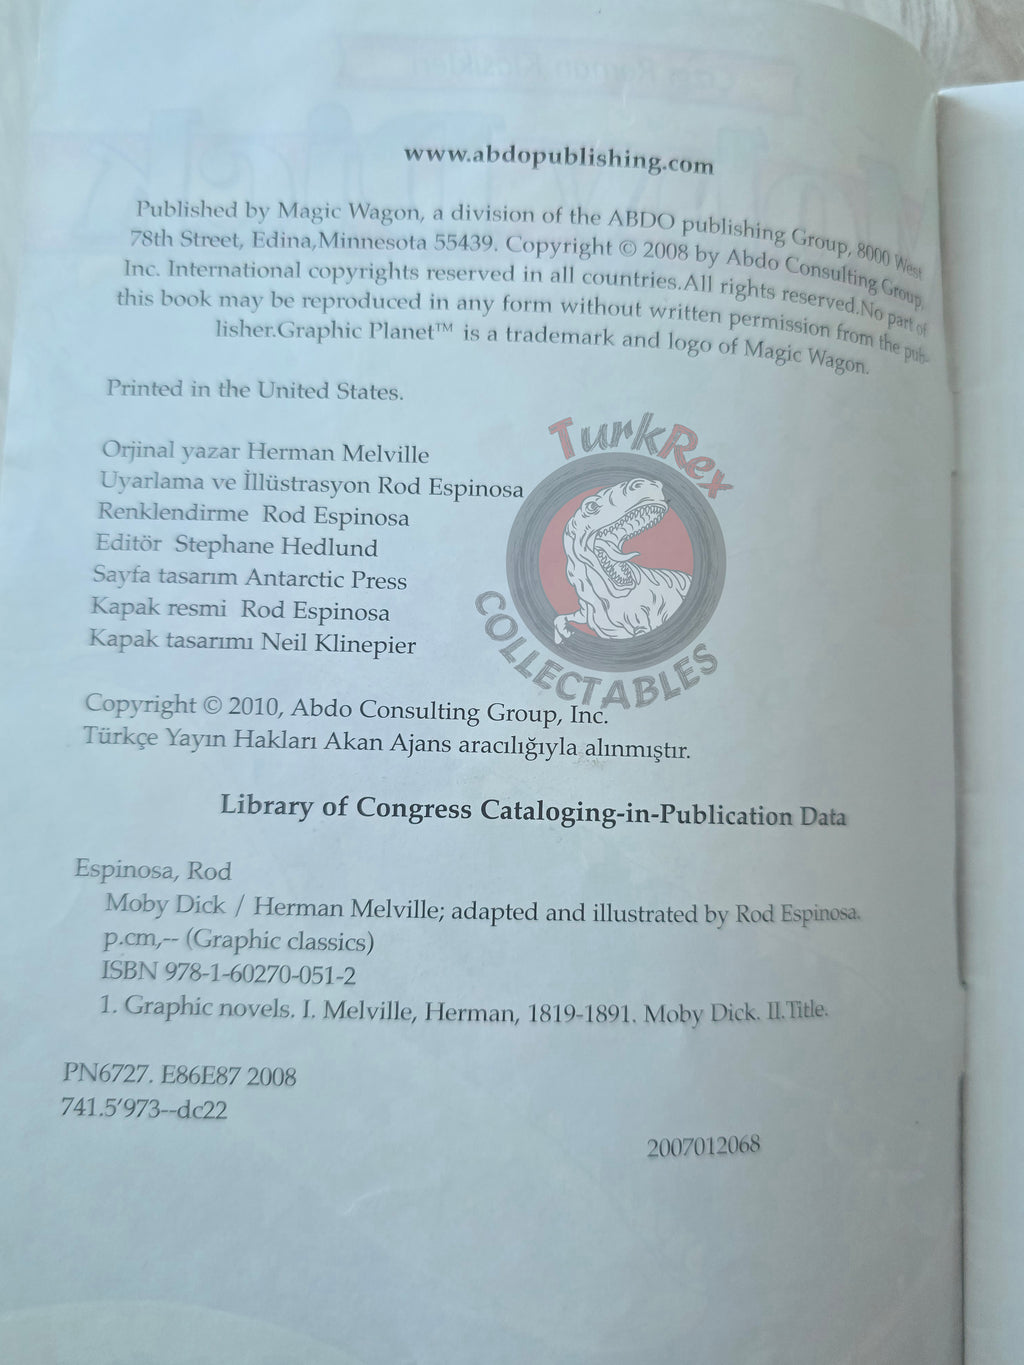 www.abdopublishing.com
Published by Magic Wagon, a division of the ABDO publishing Group, 8000 West
78th Street, Edina,Minnesota 55439. Copyright © 2008 by Abdo Consulting Group,
Inc. International copyrights reserved in all countries.All rights reserved.No part of
this book may be reproduced in any form without written permission from the pub-
lisher.Graphic Planet™ is a trademark and logo of Magic Wagon.
Printed in the United States.
Orjinal yazar Herman Melville
Uyarlama ve İllüstrasyon Rod Espinosa
Renklendirme Rod Espinosa
Editör Stephane Hedlund
Sayfa tasarım Antarctic Press
Kapak resmi Rod Espinosa
Kapak tasarımı Neil Klinepier
TurkRex
COLLECTABLES
Copyright © 2010, Abdo Consulting Group, Inc.
Türkçe Yayın Hakları Akan Ajans aracılığıyla alınmıştır.
Library of Congress Cataloging-in-Publication Data
Espinosa, Rod
Moby Dick / Herman Melville; adapted and illustrated by Rod Espinosa.
p.cm,-- (Graphic classics)
ISBN 978-1-60270-051-2
1. Graphic novels. I. Melville, Herman, 1819-1891. Moby Dick. II.Title.
PN6727. E86E87 2008
741.5'973--dc22
2007012068